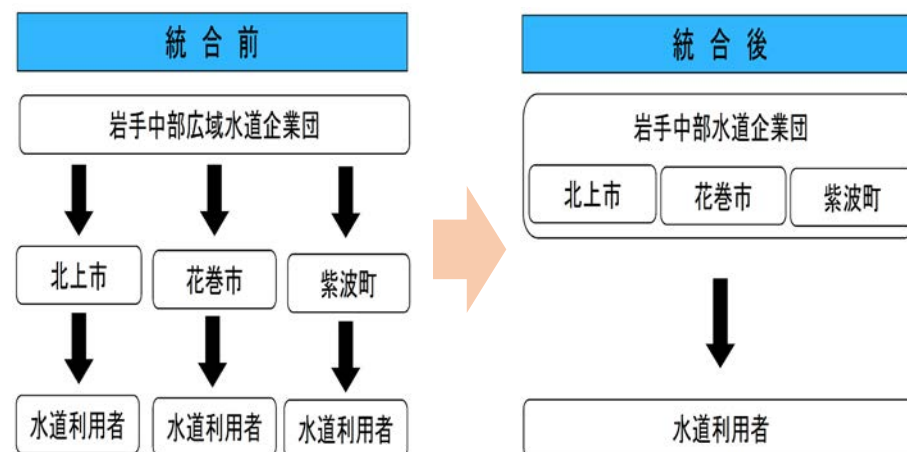 統合前
岩手中部広域水道企業団
北上市
花巻市
紫波町
水道利用者
水道利用者
水道利用者
統合後
岩手中部水道企業団
北上市
花巻市
紫波町
水道利用者